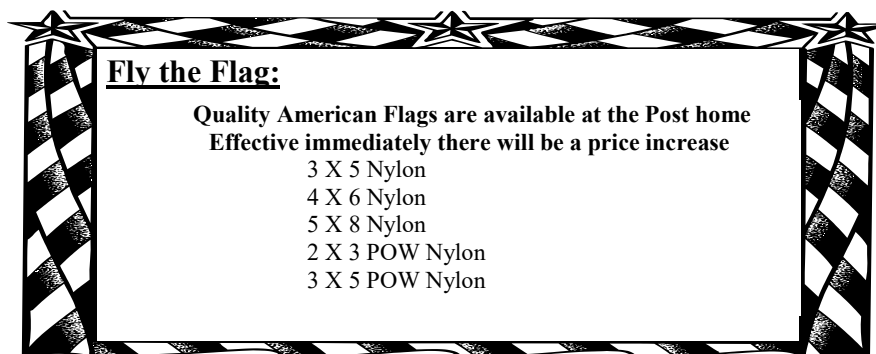 Fly the Flag:
Quality American Flags are available at the Post home
Effective immediately there will be a price increase
3 X 5 Nylon
4 X 6 Nylon
5 X 8 Nylon
2 X 3 POW Nylon
3 X 5 POW Nylon